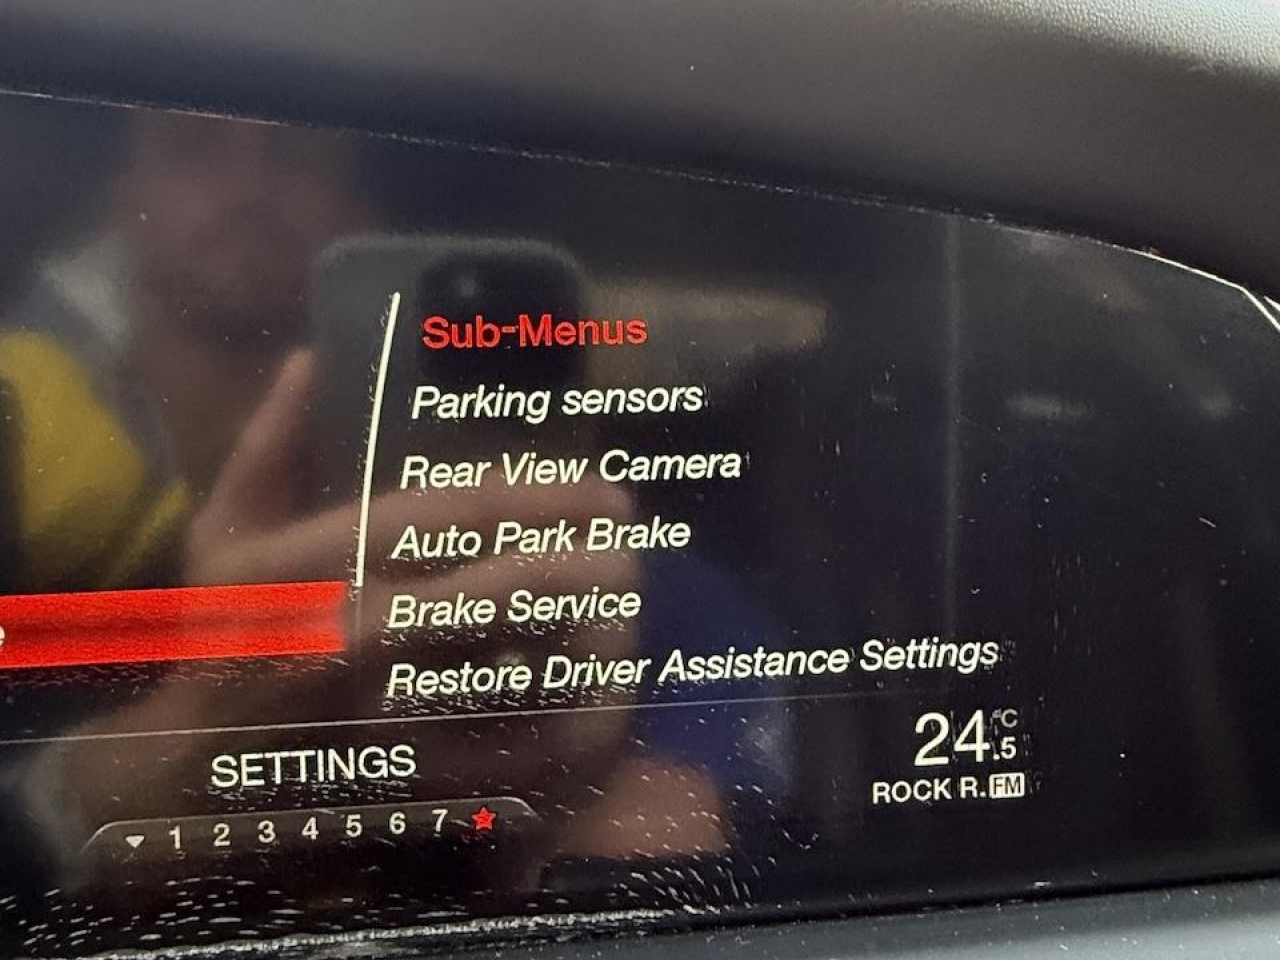 Sub-Menus
Parking sensors
Rear View Camera
Auto Park Brake
Brake Service
Restore Driver Assistance Settings
SETTINGS
24.5 °C
ROCK R. FM
1 2 3 4 5 6 7